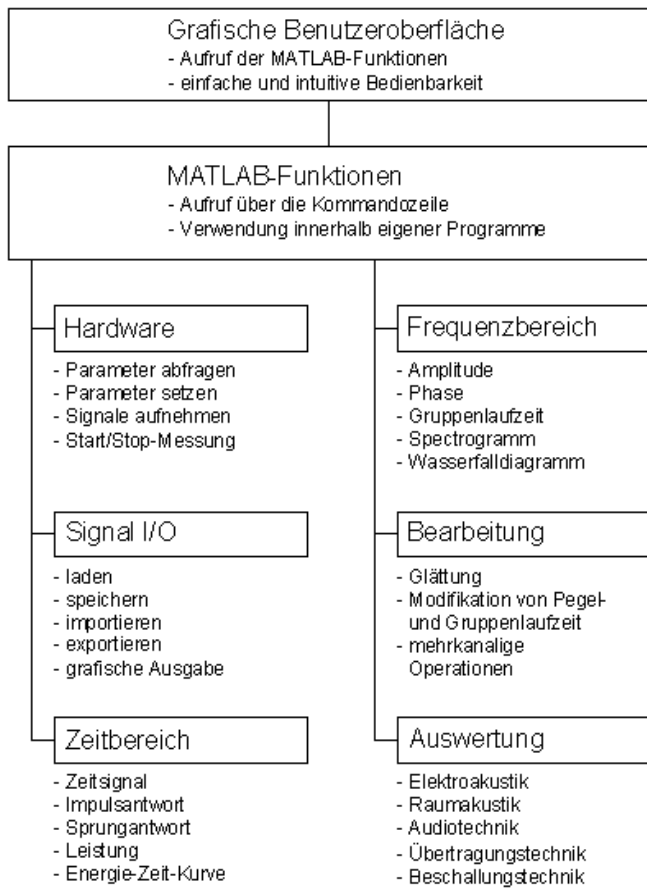 Grafische Benutzeroberfläche
- Aufruf der MATLAB-Funktionen
- einfache und intuitive Bedienbarkeit
MATLAB-Funktionen
- Aufruf über die Kommandozeile
- Verwendung innerhalb eigener Programme
Hardware
- Parameter abfragen
- Parameter setzen
- Signale aufnehmen
- Start/Stop-Messung
Signal I/O
- laden
- speichern
- importieren
- exportieren
- grafische Ausgabe
Zeitbereich
- Zeitsignal
- Impulsantwort
- Sprungantwort
- Leistung
- Energie-Zeit-Kurve
Frequenzbereich
- Amplitude
- Phase
- Gruppenlaufzeit
- Spectrogramm
- Wasserfalldiagramm
Bearbeitung
- Glättung
- Modifikation von Pegel-
und Gruppenlaufzeit
- mehrkanalige
Operationen
Auswertung
- Elektroakustik
- Raumakustik
- Audiotechnik
- Übertragungstechnik
- Beschallungstechnik